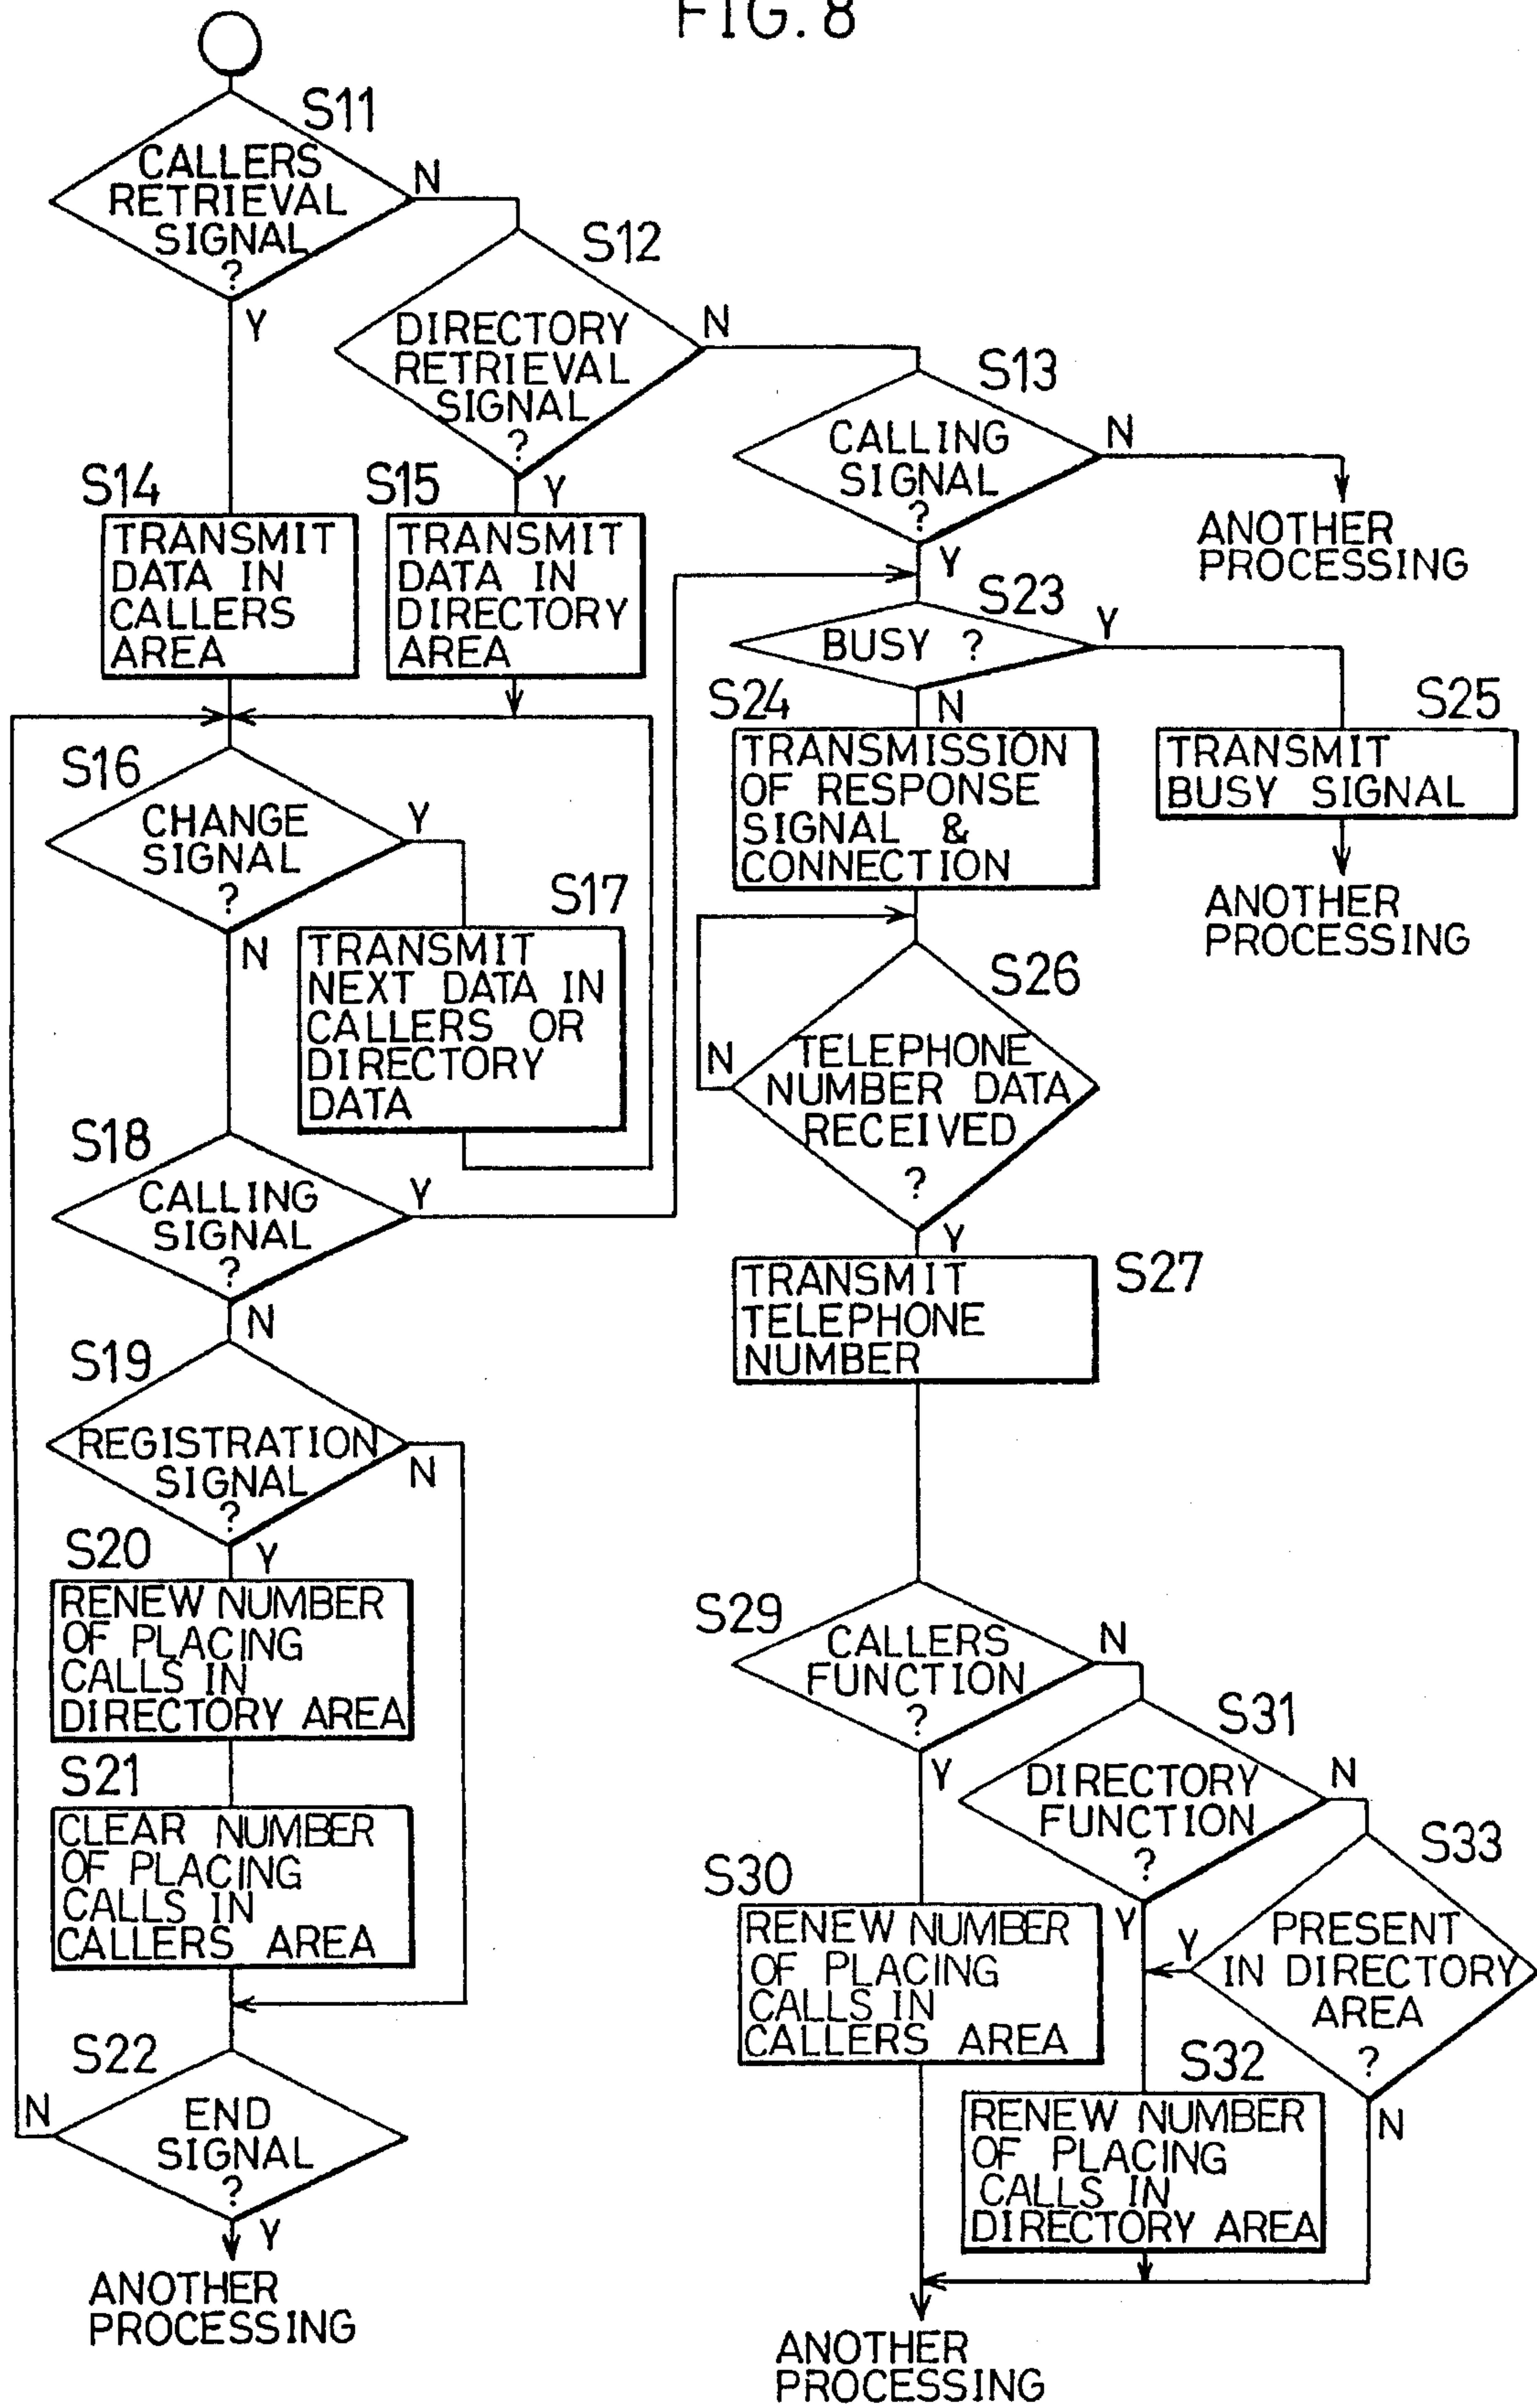 FIG. 8
S11
CALLERS
RETRIEVAL
SIGNAL
?
N
Y
S12
DIRECTORY
RETRIEVAL
SIGNAL
?
N
Y
S13
CALLING
SIGNAL
?
N
Y
ANOTHER
PROCESSING
S14
TRANSMIT
DATA IN
CALLERS
AREA
S15
TRANSMIT
DATA IN
DIRECTORY
AREA
S16
CHANGE
SIGNAL
?
Y
N
S17
TRANSMIT
NEXT DATA IN
CALLERS OR
DIRECTORY
DATA
S18
CALLING
SIGNAL
?
Y
N
S19
REGISTRATION
SIGNAL
?
N
Y
S20
RENEW NUMBER
OF PLACING
CALLS IN
DIRECTORY AREA
S21
CLEAR NUMBER
OF PLACING
CALLS IN
CALLERS AREA
S22
END
SIGNAL
?
N
Y
ANOTHER
PROCESSING
S23
BUSY ?
Y
N
S24
TRANSMISSION
OF RESPONSE
SIGNAL &
CONNECTION
S25
TRANSMIT
BUSY SIGNAL
ANOTHER
PROCESSING
S26
TELEPHONE
NUMBER DATA
RECEIVED
?
N
Y
S27
TRANSMIT
TELEPHONE
NUMBER
S29
CALLERS
FUNCTION
?
N
Y
S30
RENEW NUMBER
OF PLACING
CALLS IN
CALLERS AREA
S31
DIRECTORY
FUNCTION
?
N
Y
S33
PRESENT
IN DIRECTORY
AREA
?
Y
N
S32
RENEW NUMBER
OF PLACING
CALLS IN
DIRECTORY AREA
ANOTHER
PROCESSING